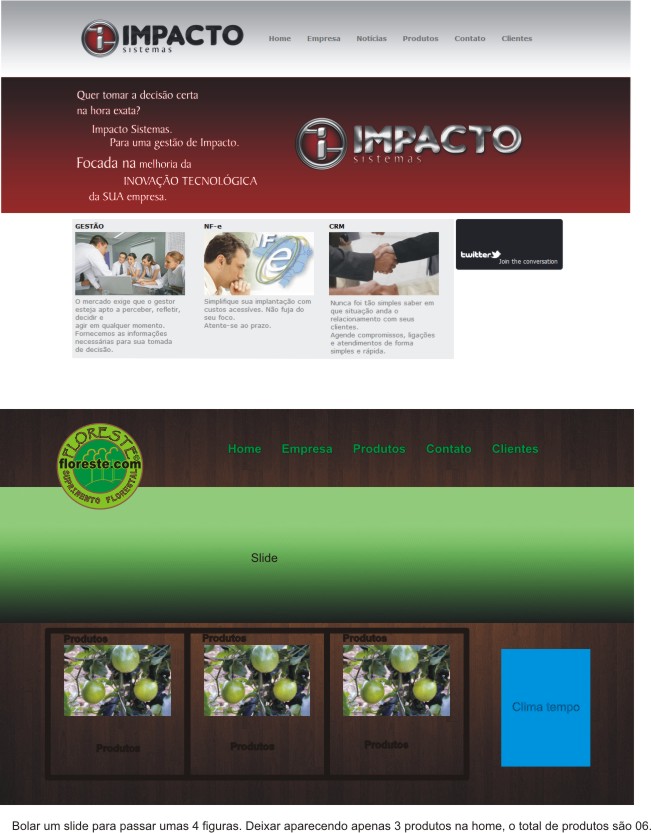 IMPACTO
sistemas
Home Empresa Notícias Produtos Contato Clientes
Quer tomar a decisão certa
na hora exata?
Impacto Sistemas.
Para uma gestão de Impacto.
Focada na melhoria da
INOVAÇÃO TECNOLÓGICA
da SUA empresa.
IMPACTO
sistemas
GESTÃO
O mercado exige que o gestor
esteja apto a perceber, refletir,
decidir e
agir em qualquer momento.
Fornecemos as informações
necessárias para sua tomada
de decisão.
NF-e
NF
e
Simplifique sua implantação com
custos acessíves. Não fuja do
seu foco.
Atente-se ao prazo.
CRM
Nunca foi tão simples saber em
que situação anda o
relacionamento com seus
clientes.
Agende compromissos, ligações
e atendimentos de forma
simples e rápida.
twitter
Join the conversation
FLORESTE
floreste.com
SUPRIMENTO FLORESTAL
Home Empresa Produtos Contato Clientes
Slide
Produtos Produtos Produtos
Clima tempo
Produtos Produtos Produtos
Bolar um slide para passar umas 4 figuras. Deixar aparecendo apenas 3 produtos na home, o total de produtos são 06.